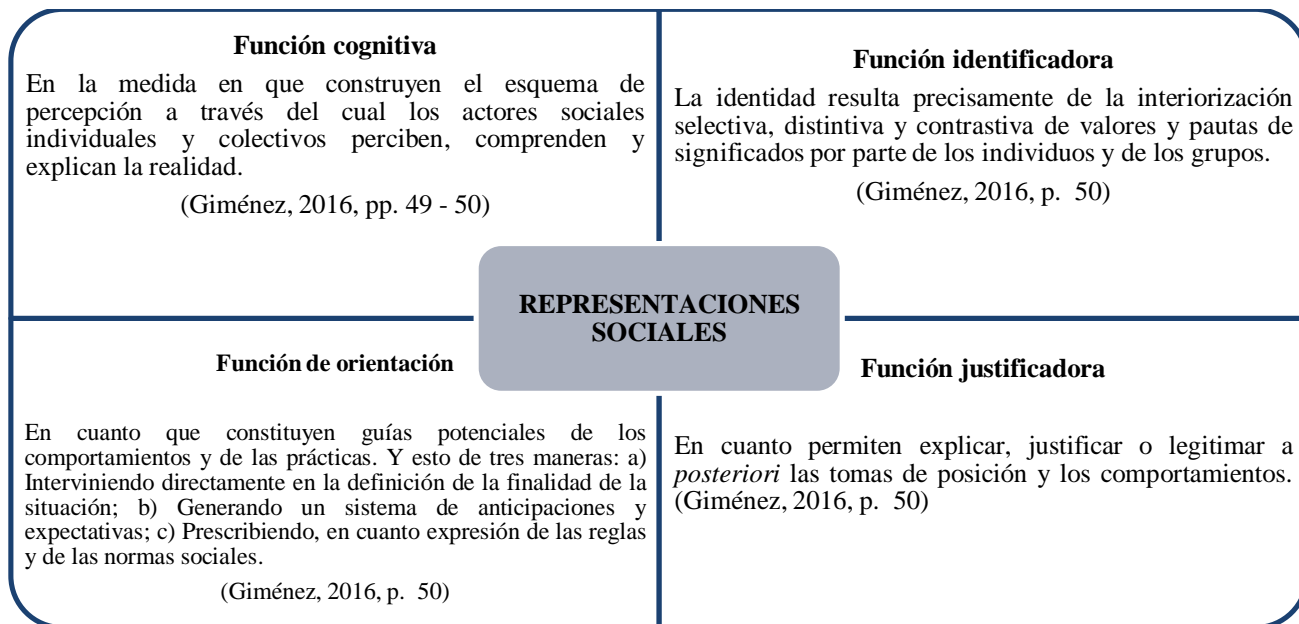 Función cognitiva
En la medida en que construyen el esquema de
percepción a través del cual los actores sociales
individuales y colectivos perciben, comprenden y
explican la realidad.
(Giménez, 2016, pp. 49 - 50)
Función identificadora
La identidad resulta precisamente de la interiorización
selectiva, distintiva y contrastiva de valores y pautas de
significados por parte de los individuos y de los grupos.
(Giménez, 2016, p. 50)
REPRESENTACIONES
SOCIALES
Función de orientación
En cuanto que constituyen guías potenciales de los
comportamientos y de las prácticas. Y esto de tres maneras: a)
Interviniendo directamente en la definición de la finalidad de la
situación; b) Generando un sistema de anticipaciones y
expectativas; c) Prescribiendo, en cuanto expresión de las reglas
y de las normas sociales.
(Giménez, 2016, p. 50)
Función justificadora
En cuanto permiten explicar, justificar o legitimar a
posteriori las tomas de posición y los comportamientos.
(Giménez, 2016, p. 50)